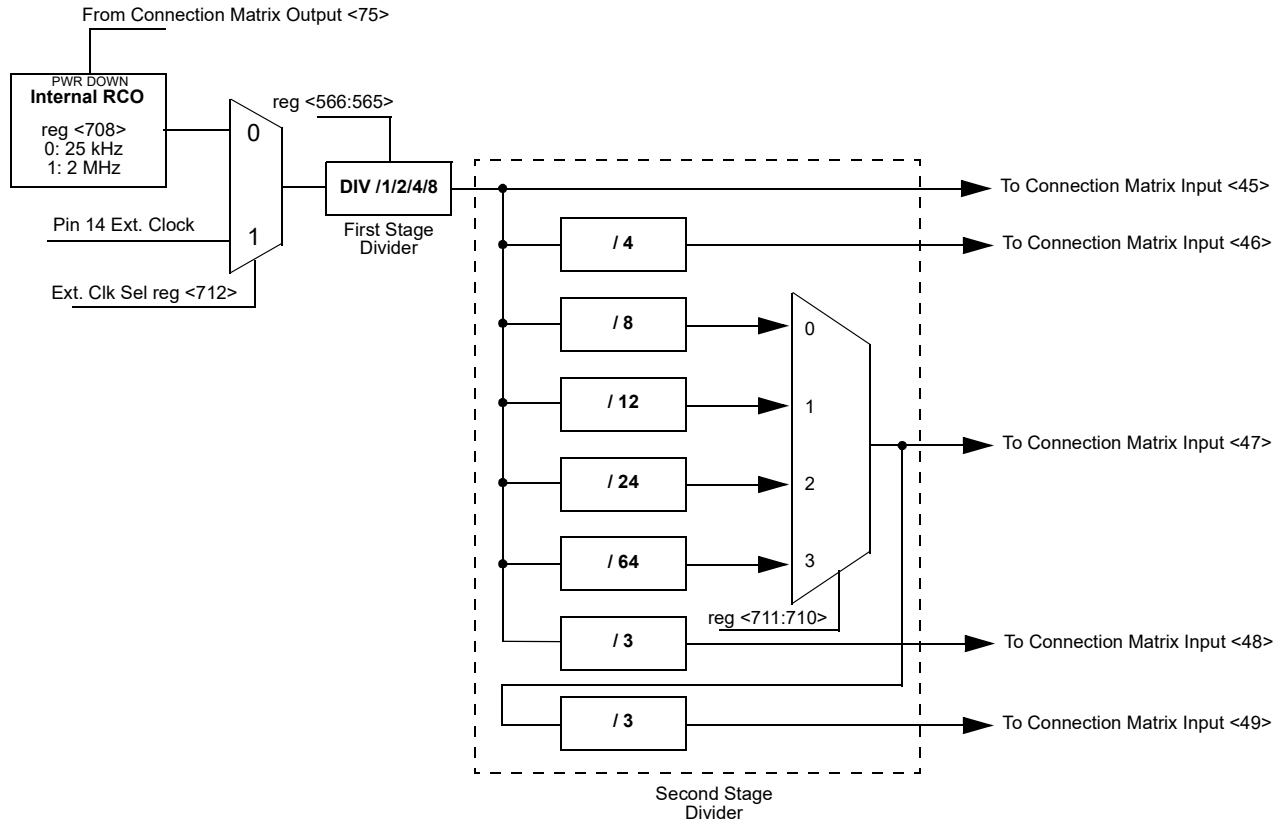 From Connection Matrix Output <75>
PWR DOWN
Internal RCO
reg <708>
0: 25 kHz
1: 2 MHz
0
1
Pin 14 Ext. Clock
Ext. Clk Sel reg <712>
reg <566:565>
DIV /1/2/4/8
First Stage
Divider
To Connection Matrix Input <45>
/ 4
To Connection Matrix Input <46>
/ 8
0
/ 12
1
To Connection Matrix Input <47>
/ 24
2
/ 64
3
reg <711:710>
/ 3
To Connection Matrix Input <48>
/ 3
To Connection Matrix Input <49>
Second Stage
Divider